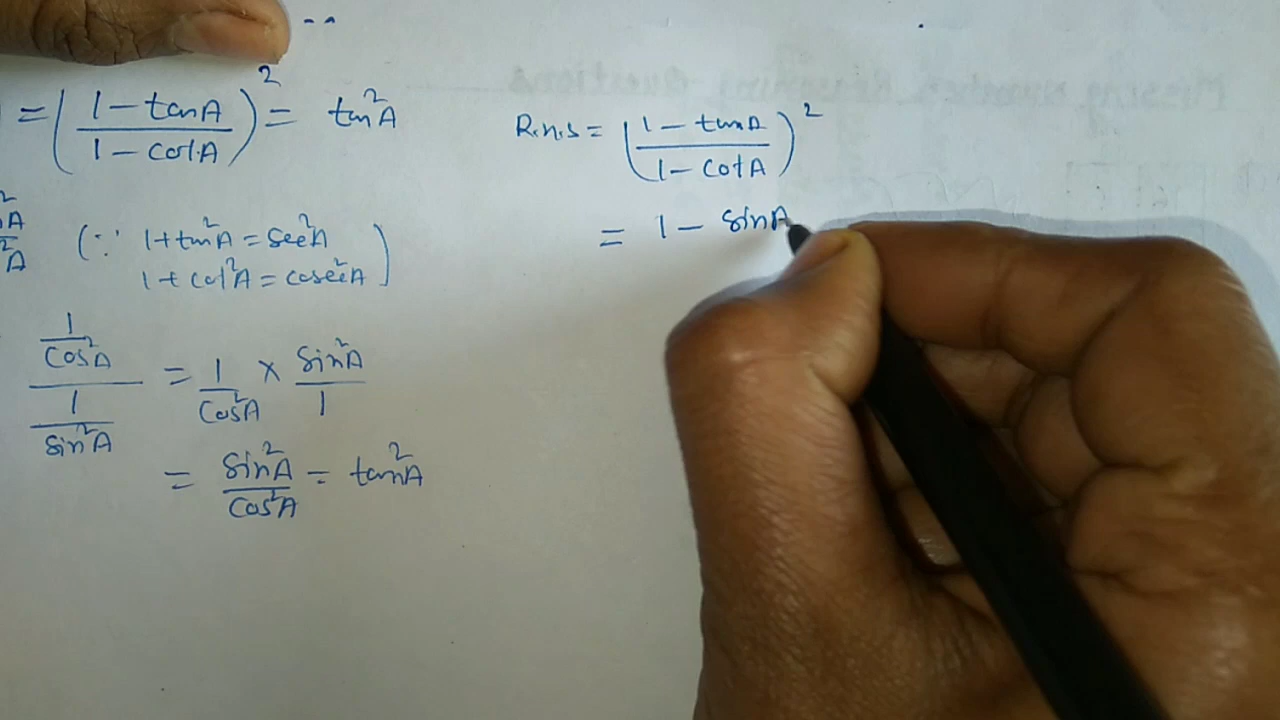 = ( (1 - tanA) / (1 - cotA) )² = tan²A
(∵ 1 + tan²A = sec²A
1 + cot²A = cosec²A )
(1 / cos²A) / (1 / sin²A) = 1 / cos²A × sin²A / 1
= sin²A / cos²A = tan²A
R.H.S = ( (1 - tanA) / (1 - cotA) )²
= 1 - sinA